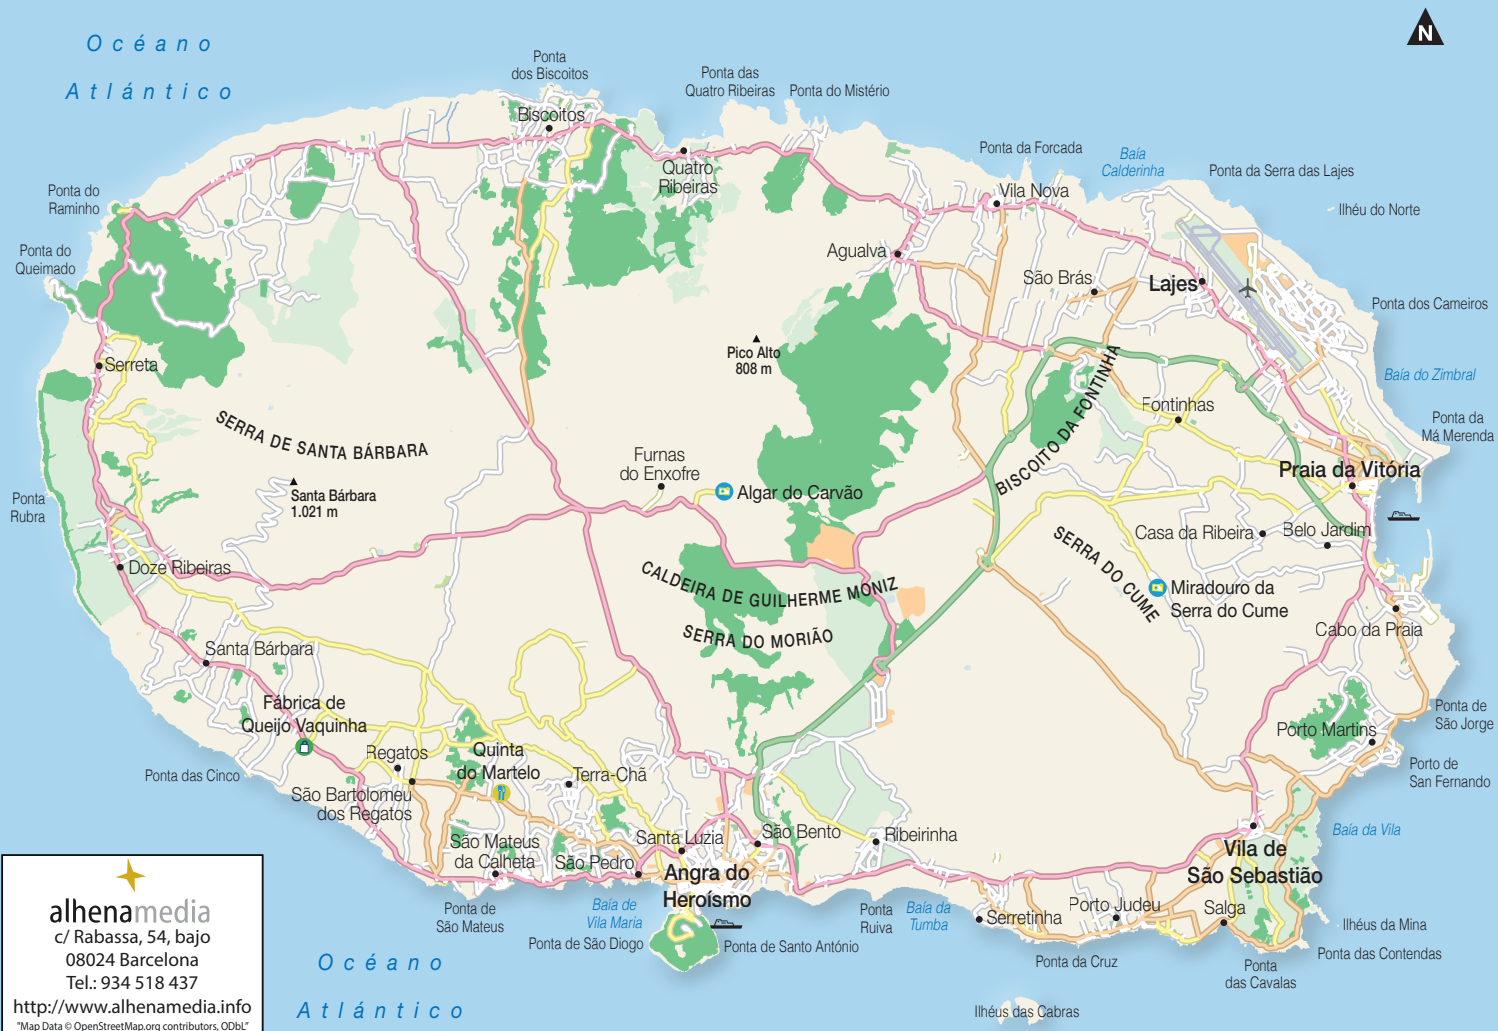 Océano
Atlántico
N
Ponta
dos Biscoitos
Ponta das
Quatro Ribeiras
Ponta do Mistério
Biscoitos
Quatro
Ribeiras
Ponta da Forcada
Baía
Calderinha
Ponta da Serra das Lajes
Ilhéu do Norte
Vila Nova
Ponta do
Raminho
Ponta do
Queimado
Agualva
São Brás
Lajes
Ponta dos Carneiros
Pico Alto
808 m
Serreta
Baía do Zimbral
BISCOITO DA FONTINHA
Fontinhas
Ponta da
Má Merenda
SERRA DE SANTA BÁRBARA
Furnas
do Enxofre
Algar do Carvão
Praia da Vitória
Santa Bárbara
1.021 m
Ponta
Rubra
Casa da Ribeira
Belo Jardim
SERRA DO CUME
Doze Ribeiras
CALDEIRA DE GUILHERME MONIZ
SERRA DO MORIÃO
Miradouro da
Serra do Cume
Cabo da Praia
Santa Bárbara
Fábrica de
Queijo Vaquinha
Ponta de
São Jorge
Porto Martins
Regatos
Quinta
do Martelo
Terra-Chã
Ponta das Cinco
São Bartolomeu
dos Regatos
Porto de
San Fernando
São Mateus
da Calheta
São Pedro
Santa Luzia
São Bento
Ribeirinha
Baía da Vila
Vila de
São Sebastião
Angra do
Heroísmo
Ponta de
São Mateus
Baía de
Vila Maria
Ponta de São Diogo
Ponta de Santo António
Ponta
Ruiva
Baía da
Tumba
Serretinha
Porto Judeu
Salga
Ilhéus da Mina
Ponta das Contendas
Ponta da Cruz
Ponta
das Cavalas
Ilhéus das Cabras
Océano
Atlántico
alhenamedia
c/ Rabassa, 54, bajo
08024 Barcelona
Tel.: 934 518 437
http://www.alhenamedia.info
"Map Data © OpenStreetMap.org contributors, ODbL"